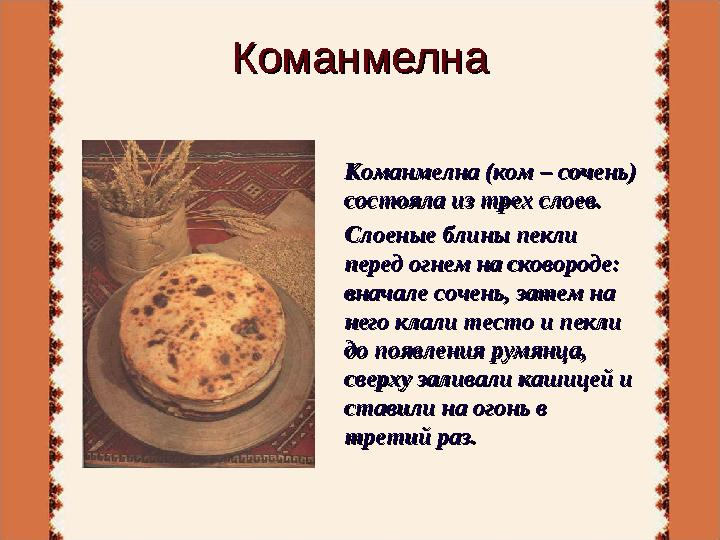 Команмелна
Команмелна (ком – сочень)
состояла из трех слоев.
Слоеные блины пекли
перед огнем на сковороде:
вначале сочень, затем на
него клали тесто и пекли
до появления румянца,
сверху заливали кашицей и
ставили на огонь в
третий раз.